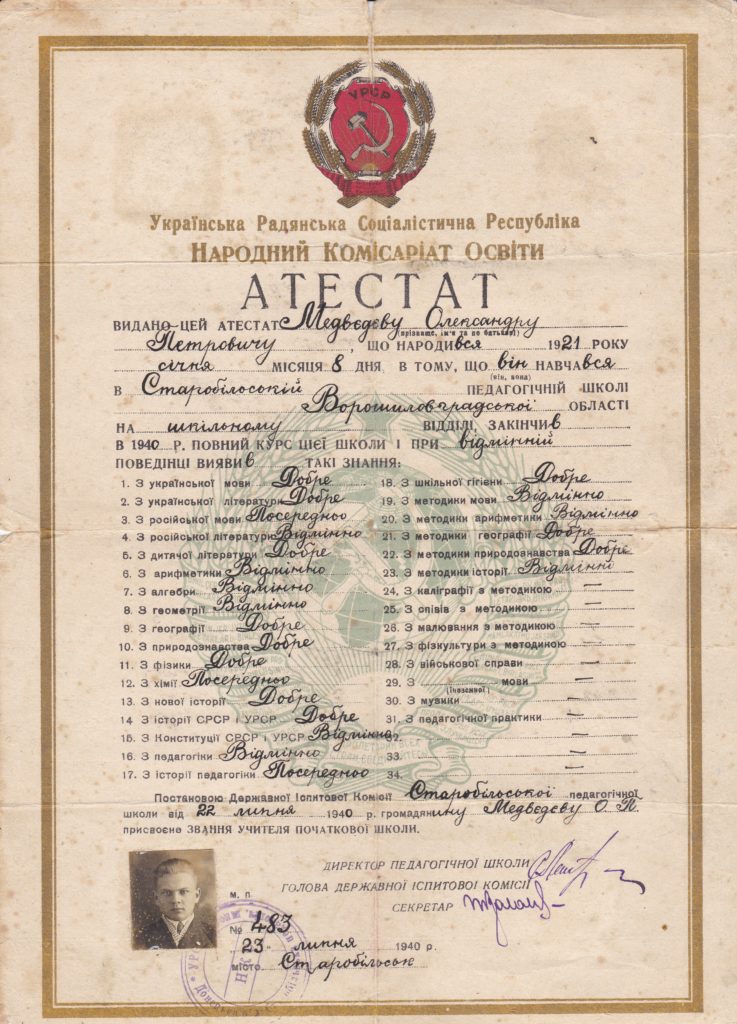 УРСР
Українська Радянська Соціалістична Республіка
Народний Комісаріат Освіти
АТЕСТАТ
ВИДАНО ЦЕЙ АТЕСТАТ Медвєдєву Олександру
(прізвище, ім'я та по батькові)
Петровичу, ЩО НАРОДИВся 1921 РОКУ
січня МІСЯЦЯ 8 ДНЯ, В ТОМУ, ЩО він НАВЧАВся
(він, вона)
В Старобілоській ПЕДАГОГІЧНІЙ ШКОЛІ
Ворошиловградської ОБЛАСТІ
НА шкільному ВІДДІЛІ, ЗАКІНЧИв
В 1940 Р. ПОВНИЙ КУРС ЦІЄЇ ШКОЛИ І ПРИ відмінній
ПОВЕДІНЦІ ВИЯВИв ТАКІ ЗНАННЯ:
1. З української мови Добре
2. З української літератури Добре
3. З російської мови Посередньо
4. З російської літератури Відмінно
5. З дитячої літератури Добре
6. З арифметики Відмінно
7. З алгебри Відмінно
8. З геометрії Відмінно
9. З географії Добре
10. З природознавства Добре
11. З фізики Добре
12. З хімії Посередньо
13. З нової історії Добре
14 З історії СРСР і УРСР Добре
15. З Конституції СРСР і УРСР Відмінно
16. З педагогіки Відмінно
17. З історії педагогіки Посередньо
18. З шкільної гігієни Добре
19. З методики мови Відмінно
20. З методики арифметики Відмінно
21. З методики географії Добре
22. З методики природознавства Добре
23. З методики історії Відмінно
24. З каліграфії з методикою —
25. З співів з методикою —
26. З малювання з методикою —
27. З фізкультури з методикою —
28. З військової справи —
29. З мови —
(іноземної)
30. З музики —
31. З педагогічної практики —
32. —
33. —
34. —
Постановою Державної Іспитової Комісії Старобільської педагогічної
школи від 22 липня 1940 р. громадянину Медведєву О. П.
присвоєне ЗВАННЯ УЧИТЕЛЯ ПОЧАТКОВОЇ ШКОЛИ.
ДИРЕКТОР ПЕДАГОГІЧНОЇ ШКОЛИ
ГОЛОВА ДЕРЖАВНОЇ ІСПИТОВОЇ КОМІСІЇ
СЕКРЕТАР
М. П.
№ 483
23 липня 1940 р.
місто Старобільськ